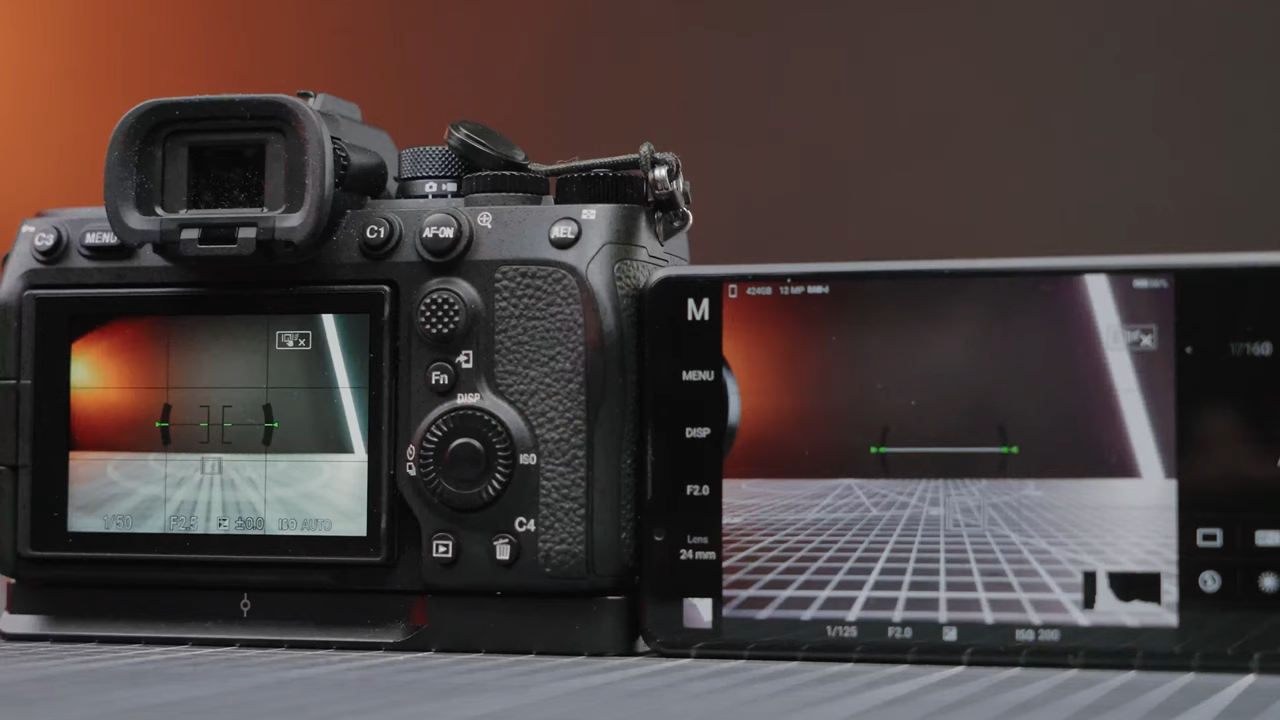 C3
MENU
C1
AF-ON
AEL
Fn
DISP
ISO
C4
1/50
F2.5
±0.0
ISO AUTO
M
MENU
DISP
F2.0
Lens
24 mm
424GB
12 MP
1/160
1/125
F2.0
ISO 200